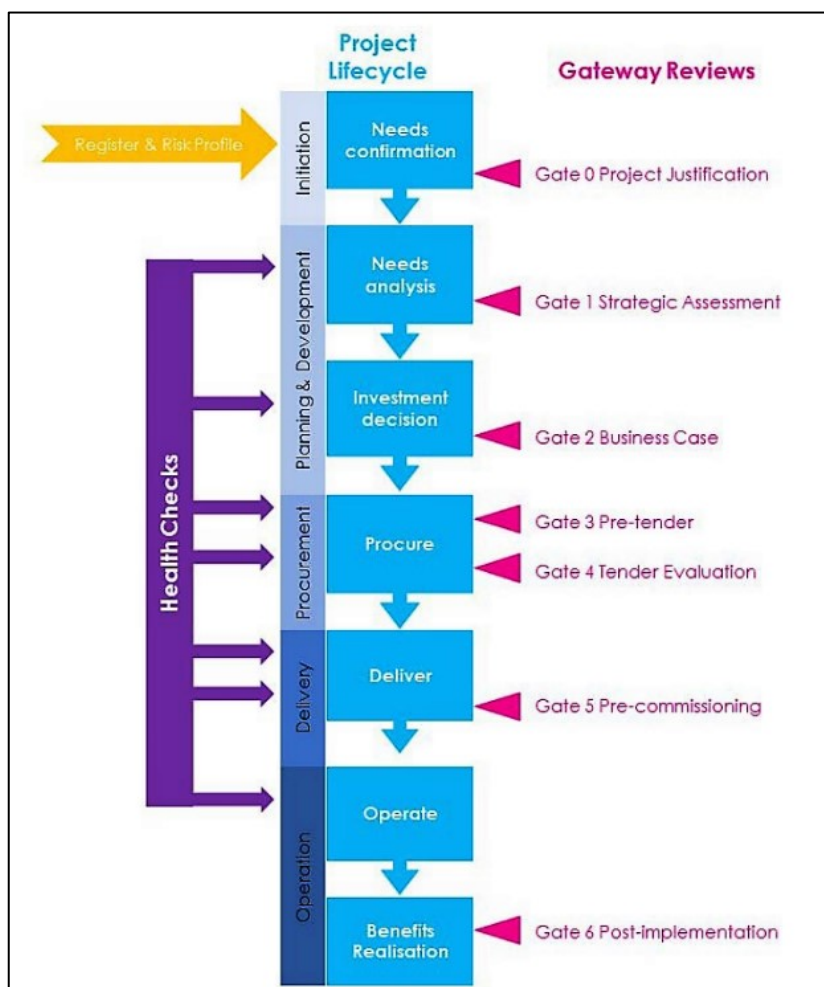 Project
Lifecycle
Gateway Reviews
Register & Risk Profile
Initiation
Needs
confirmation
Gate 0 Project Justification
Health Checks
Planning & Development
Needs
analysis
Gate 1 Strategic Assessment
Investment
decision
Gate 2 Business Case
Procurement
Procure
Gate 3 Pre-tender
Gate 4 Tender Evaluation
Delivery
Deliver
Gate 5 Pre-commissioning
Operation
Operate
Benefits
Realisation
Gate 6 Post-implementation